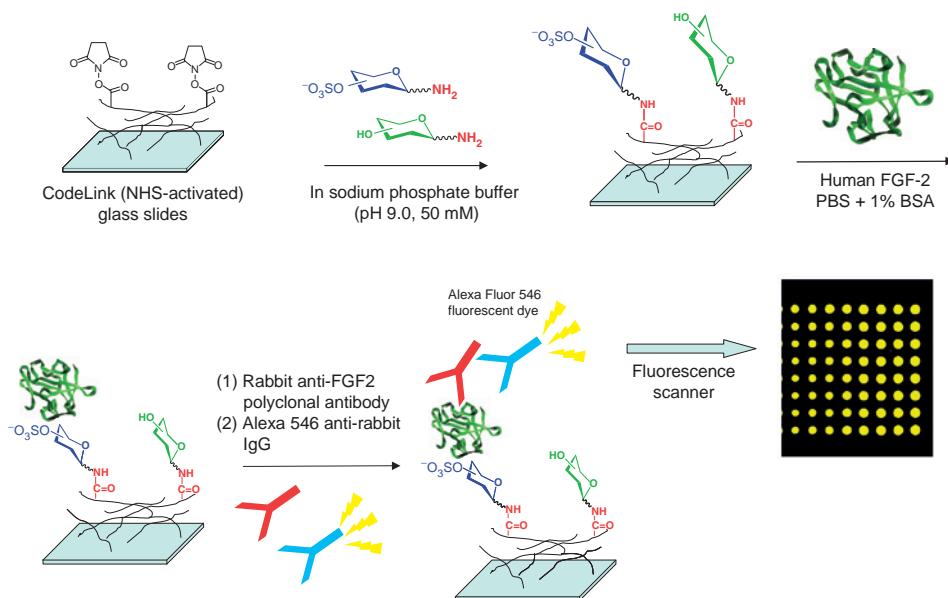 O
N
O
O
O
O
N
O
O
O
⁻O₃SO
O
NH₂
HO
O
NH₂
CodeLink (NHS-activated)
glass slides
In sodium phosphate buffer
(pH 9.0, 50 mM)
⁻O₃SO
O
NH
C=O
HO
O
NH
C=O
Human FGF-2
PBS + 1% BSA
⁻O₃SO
O
NH
C=O
HO
O
NH
C=O
(1) Rabbit anti-FGF2
polyclonal antibody
(2) Alexa 546 anti-rabbit
IgG
Alexa Fluor 546
fluorescent dye
⁻O₃SO
O
NH
C=O
HO
O
NH
C=O
Fluorescence
scanner